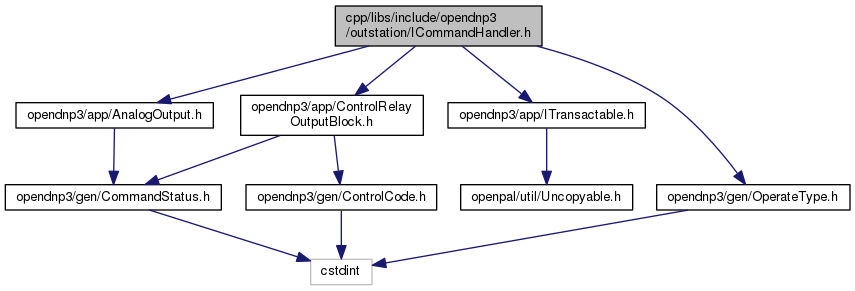 cpp/libs/include/opendnp3
/outstation/ICommandHandler.h
opendnp3/app/AnalogOutput.h
opendnp3/app/ControlRelay
OutputBlock.h
opendnp3/app/ITransactable.h
opendnp3/gen/CommandStatus.h
opendnp3/gen/ControlCode.h
openpal/util/Uncopyable.h
opendnp3/gen/OperateType.h
cstdint